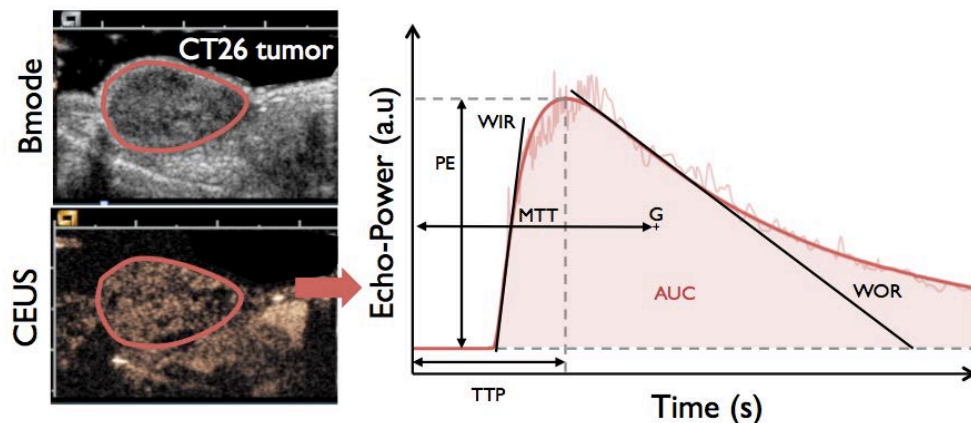 Bmode
CT26 tumor
CEUS
Echo-Power (a.u)
WIR
PE
MTT
G
AUC
WOR
TTP
Time (s)